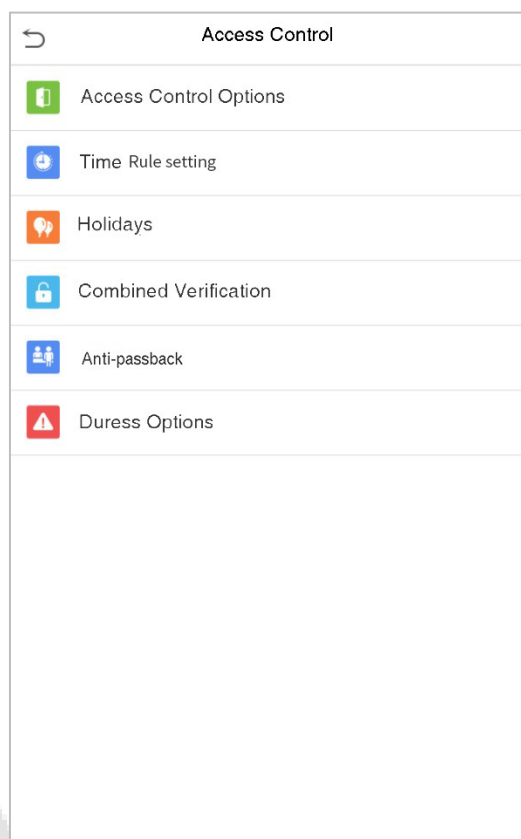 Access Control
Access Control Options
Time Rule setting
Holidays
Combined Verification
Anti-passback
Duress Options